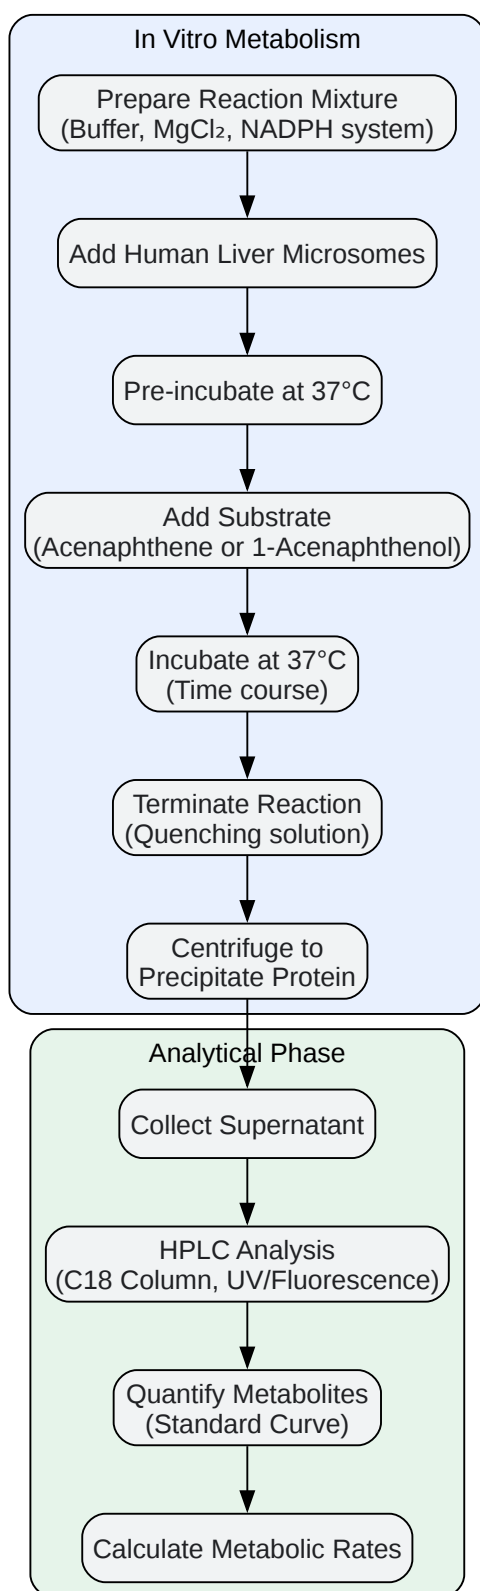 In Vitro Metabolism
Prepare Reaction Mixture
(Buffer, MgCl₂, NADPH system)
Add Human Liver Microsomes
Pre-incubate at 37°C
Add Substrate
(Acenaphthene or 1-Acenaphthenol)
Incubate at 37°C
(Time course)
Terminate Reaction
(Quenching solution)
Centrifuge to
Precipitate Protein
Analytical Phase
Collect Supernatant
HPLC Analysis
(C18 Column, UV/Fluorescence)
Quantify Metabolites
(Standard Curve)
Calculate Metabolic Rates